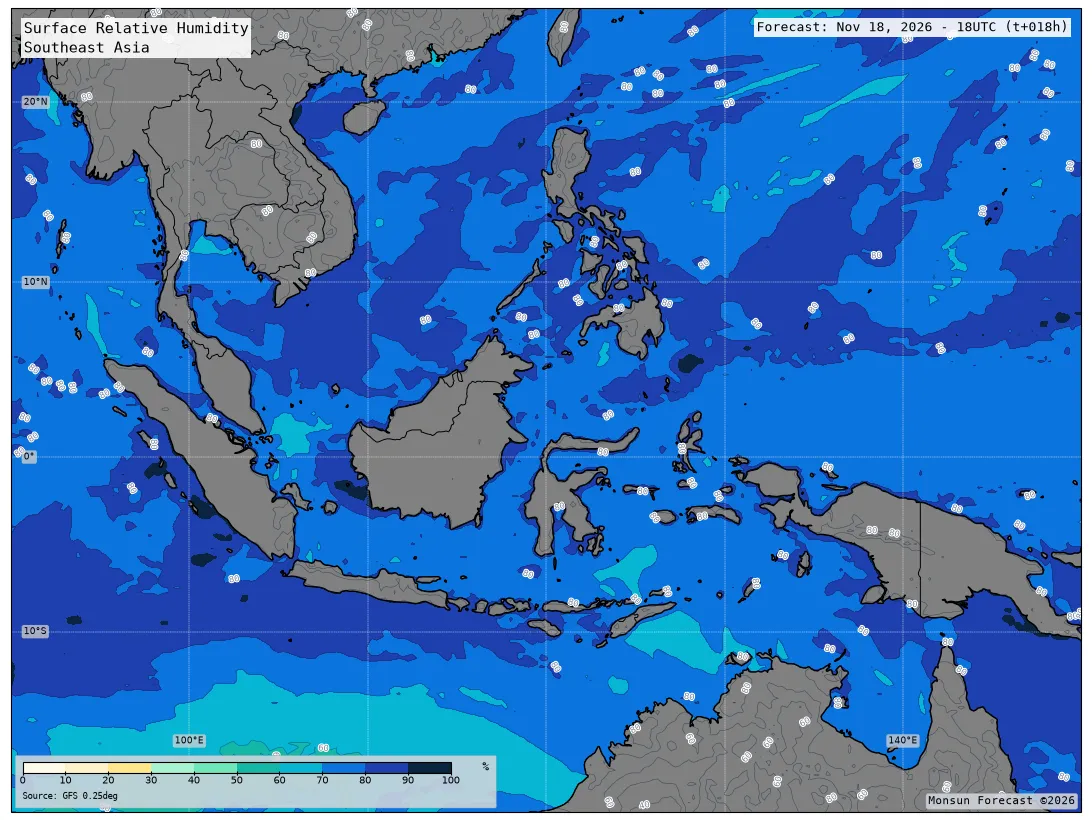 Surface Relative Humidity
Southeast Asia
Forecast: Nov 18, 2026 - 18UTC (t+018h)
20°N
10°N
0°
10°S
100°E
140°E
0 10 20 30 40 50 60 70 80 90 100
%
Source: GFS 0.25deg
Monsun Forecast ©2026